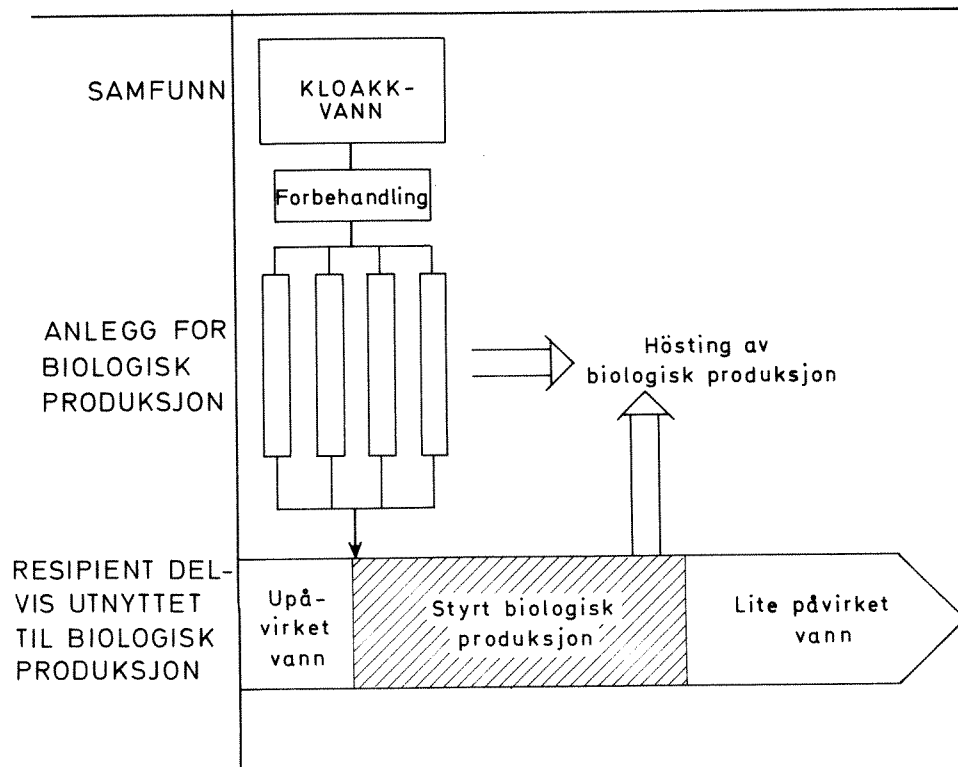 SAMFUNN
KLOAKK-
VANN
Forbehandling
ANLEGG FOR
BIOLOGISK
PRODUKSJON
Hösting av
biologisk produksjon
RESIPIENT DEL-
VIS UTNYTTET
TIL BIOLOGISK
PRODUKSJON
Upå-
virket
vann
Styrt biologisk
produksjon
Lite påvirket
vann